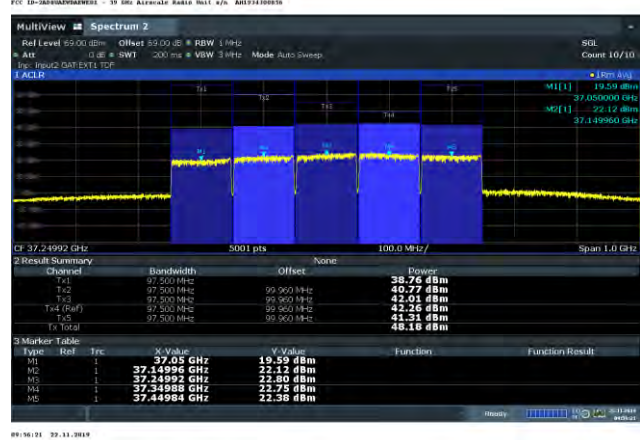 39 GHz Airscale Radio Unit s/n
MultiView Spectrum 2
Ref Level 69.00 dBm Offset 69.00 dB RBW 1 MHz SGL
Att 0 dB SWT 200 ms VBW 3 MHz Mode Auto Sweep Count 10/10
1 ACLR 1Rm Avg
M1[1] 19.59 dBm
37.050000 GHz
M2[1] 22.12 dBm
37.149960 GHz
Tx1 Tx2 Tx3 Tx4 Tx5
CF 37.24992 GHz 5001 pts 100.0 MHz/ Span 1.0 GHz
2 Result Summary None
Channel Bandwidth Offset Power
Tx1 97.500 MHz 38.76 dBm
Tx2 97.500 MHz 99.960 MHz 40.77 dBm
Tx3 97.500 MHz 99.960 MHz 42.01 dBm
Tx4 (Ref) 97.500 MHz 99.960 MHz 42.26 dBm
Tx5 97.500 MHz 99.960 MHz 41.31 dBm
Tx Total 48.18 dBm
3 Marker Table
Type Ref Trc X-Value Y-Value Function Function Result
M1 1 37.05 GHz 19.59 dBm
M2 1 37.14996 GHz 22.12 dBm
M3 1 37.24992 GHz 22.80 dBm
M4 1 37.34988 GHz 22.75 dBm
M5 1 37.44984 GHz 22.38 dBm
Ready
09:56:21 22.11.2019